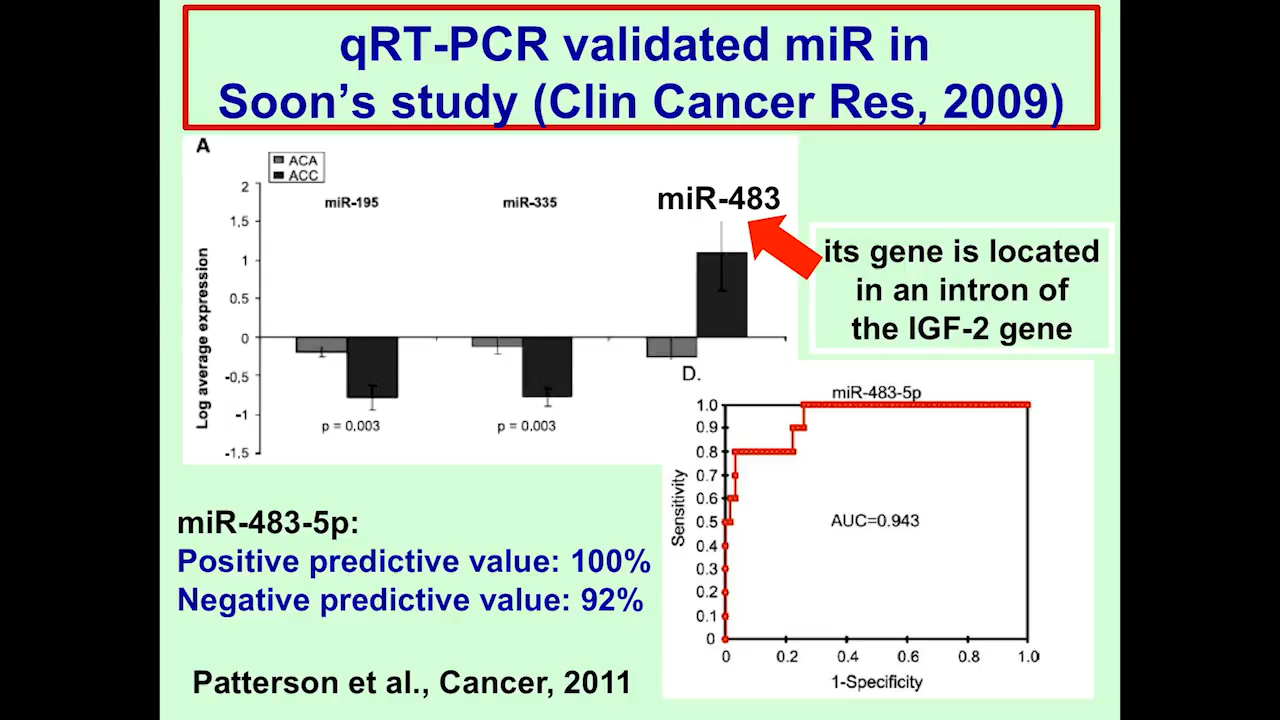 qRT-PCR validated miR in
Soon's study (Clin Cancer Res, 2009)
A
ACA
ACC
miR-195
miR-335
miR-483
2
1,5
1
0,5
0
-0,5
-1
-1,5
Log average expression
p = 0.003
p = 0.003
its gene is located
in an intron of
the IGF-2 gene
D.
miR-483-5p
1.0
0.9
0.8
0.7
0.6
0.5
0.4
0.3
0.2
0.1
0
Sensitivity
AUC=0.943
0
0.2
0.4
0.6
0.8
1.0
1-Specificity
miR-483-5p:
Positive predictive value: 100%
Negative predictive value: 92%
Patterson et al., Cancer, 2011